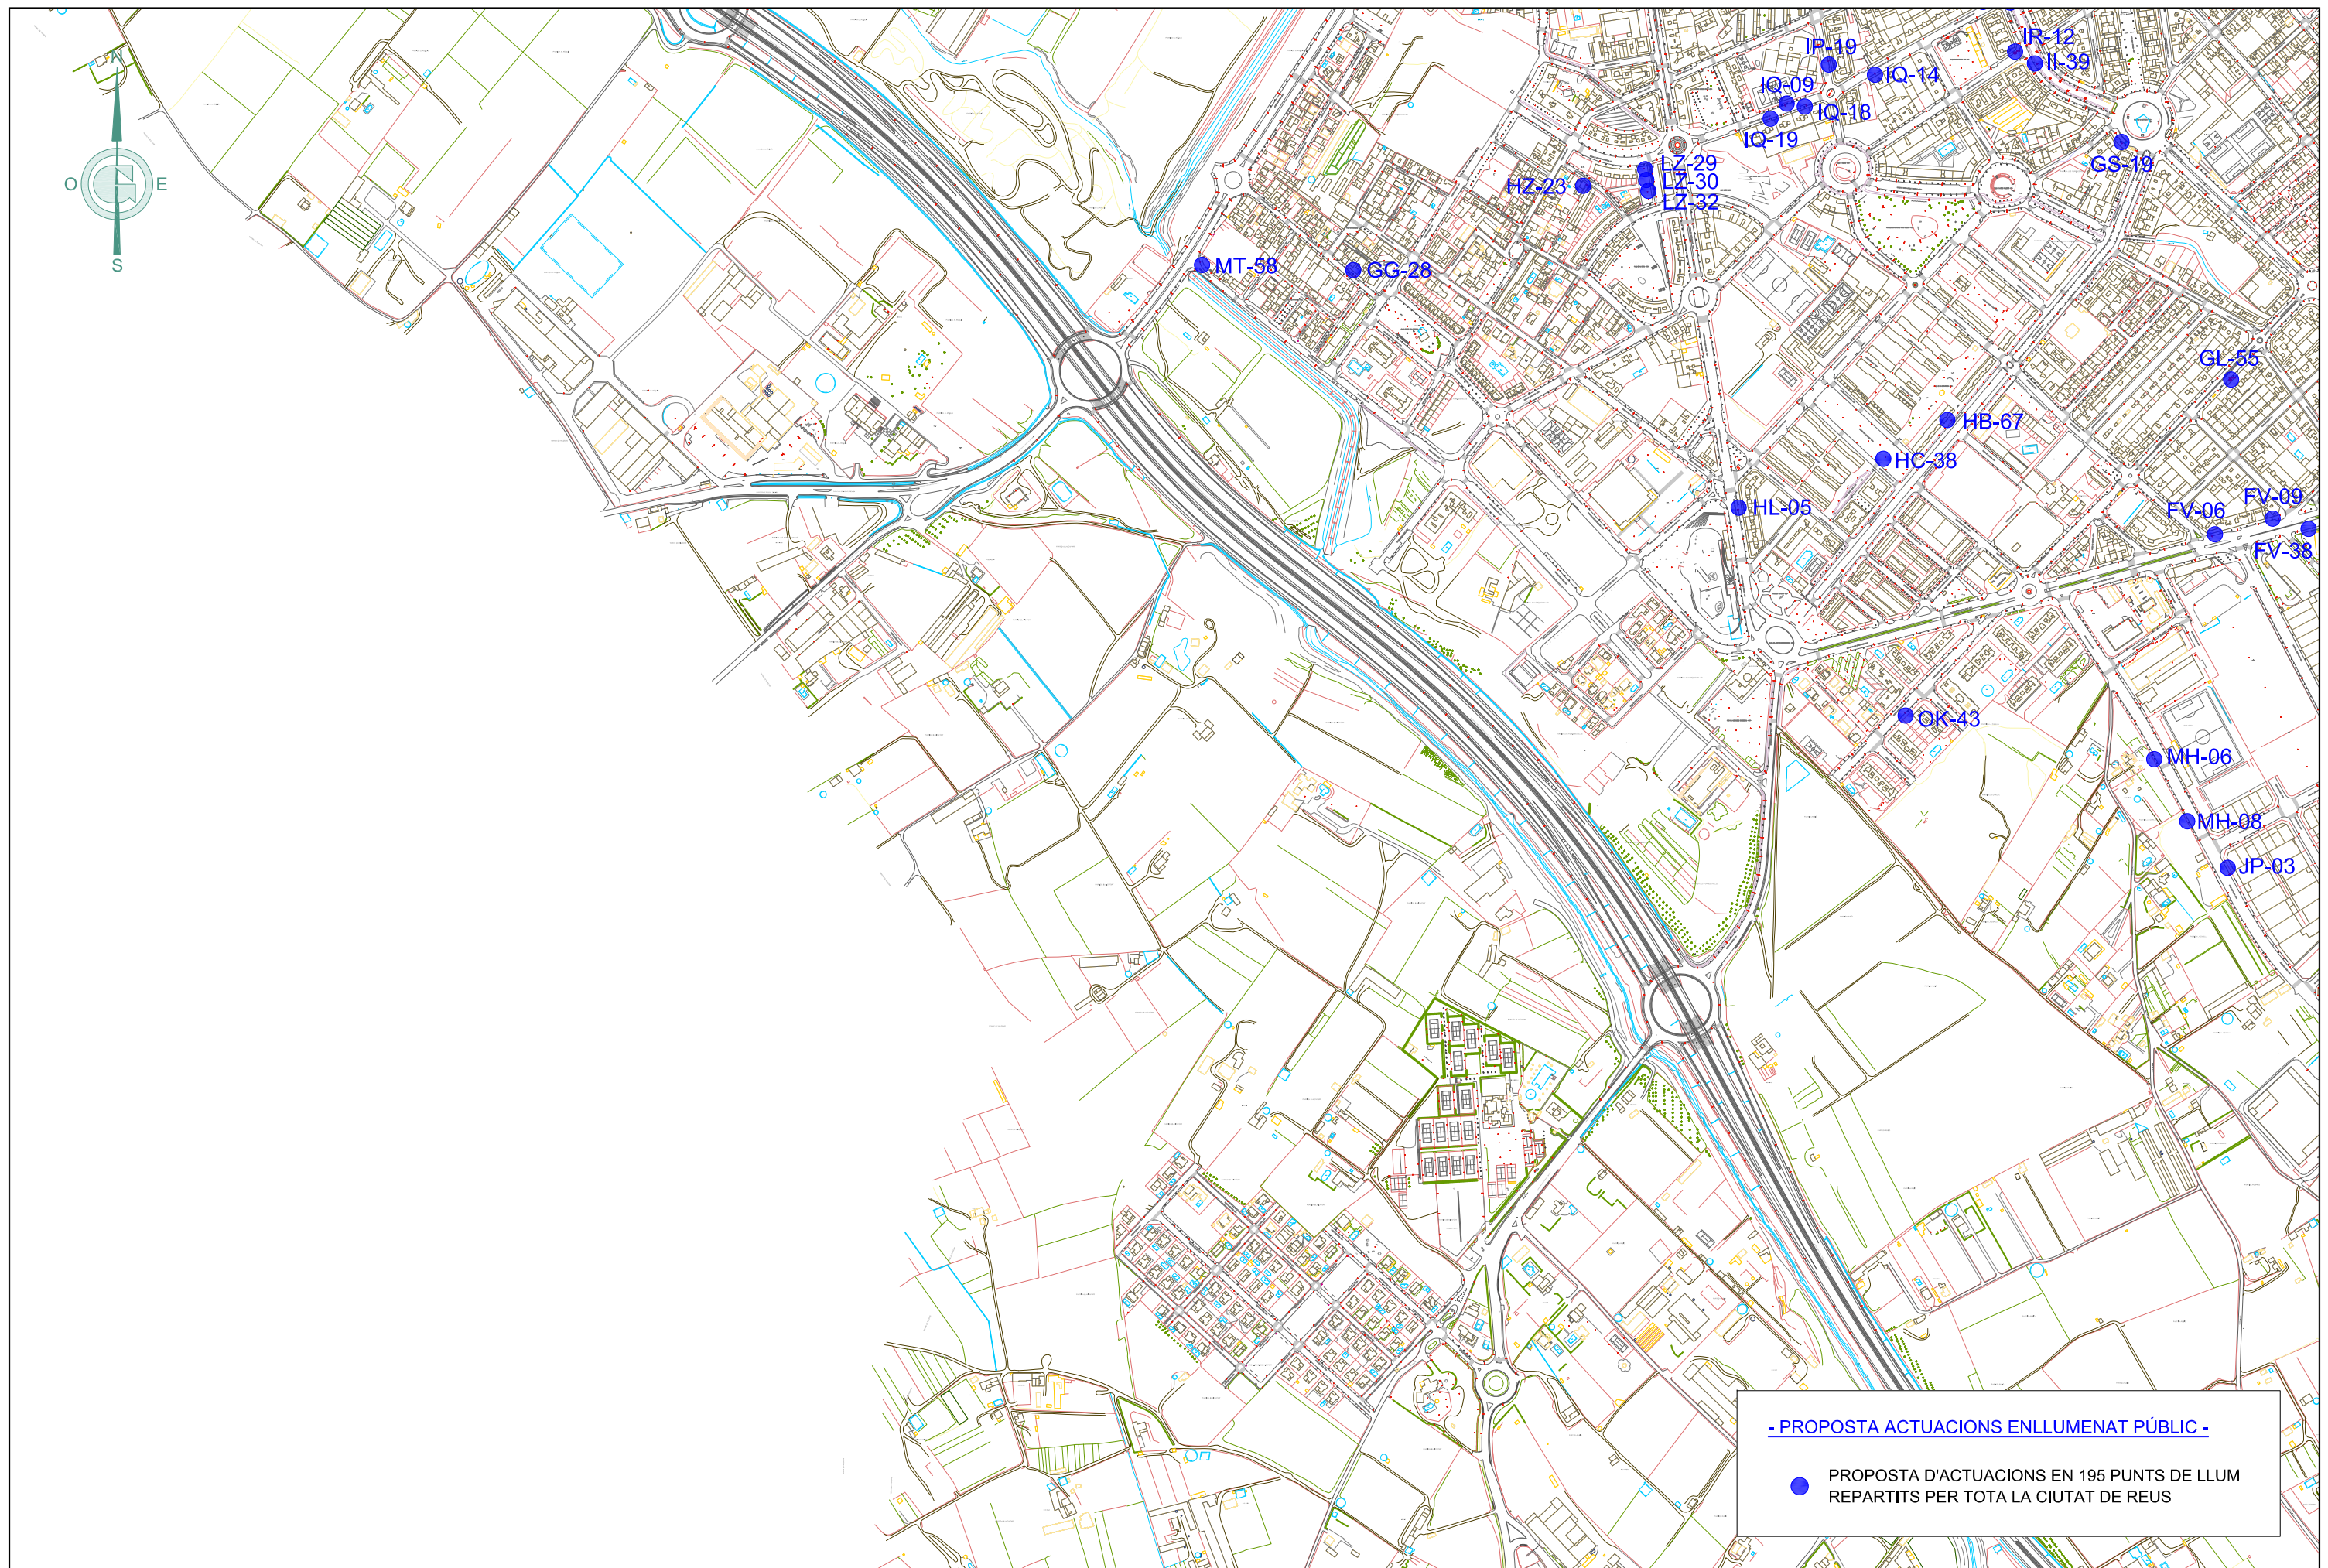 N
O
E
S
IR-12
IP-19
II-39
IQ-14
IQ-09
IQ-18
IQ-19
GS-19
LZ-29
HZ-23
LZ-30
LZ-32
MT-58
GG-28
GL-55
HB-67
HC-38
FV-09
HL-05
FV-06
FV-38
OK-43
MH-06
MH-08
JP-03
- PROPOSTA ACTUACIONS ENLLUMENAT PÚBLIC -
PROPOSTA D'ACTUACIONS EN 195 PUNTS DE LLUM
REPARTITS PER TOTA LA CIUTAT DE REUS